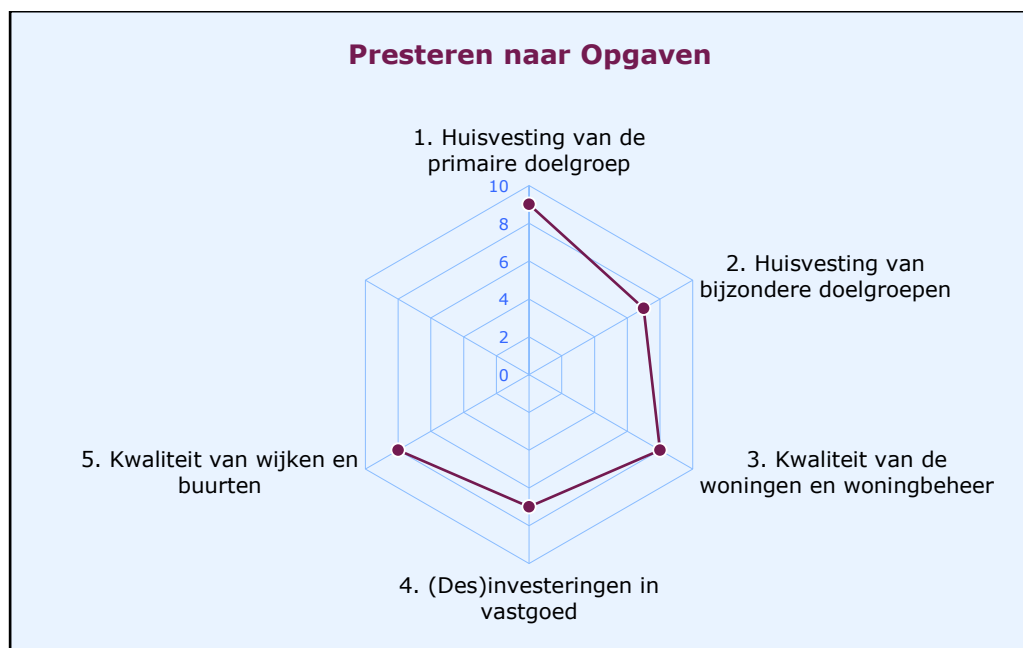 Presteren naar Opgaven
1. Huisvesting van de
primaire doelgroep
10
8
6
4
2
0
2. Huisvesting van
bijzondere doelgroepen
3. Kwaliteit van de
woningen en woningbeheer
4. (Des)investeringen in
vastgoed
5. Kwaliteit van wijken en
buurten